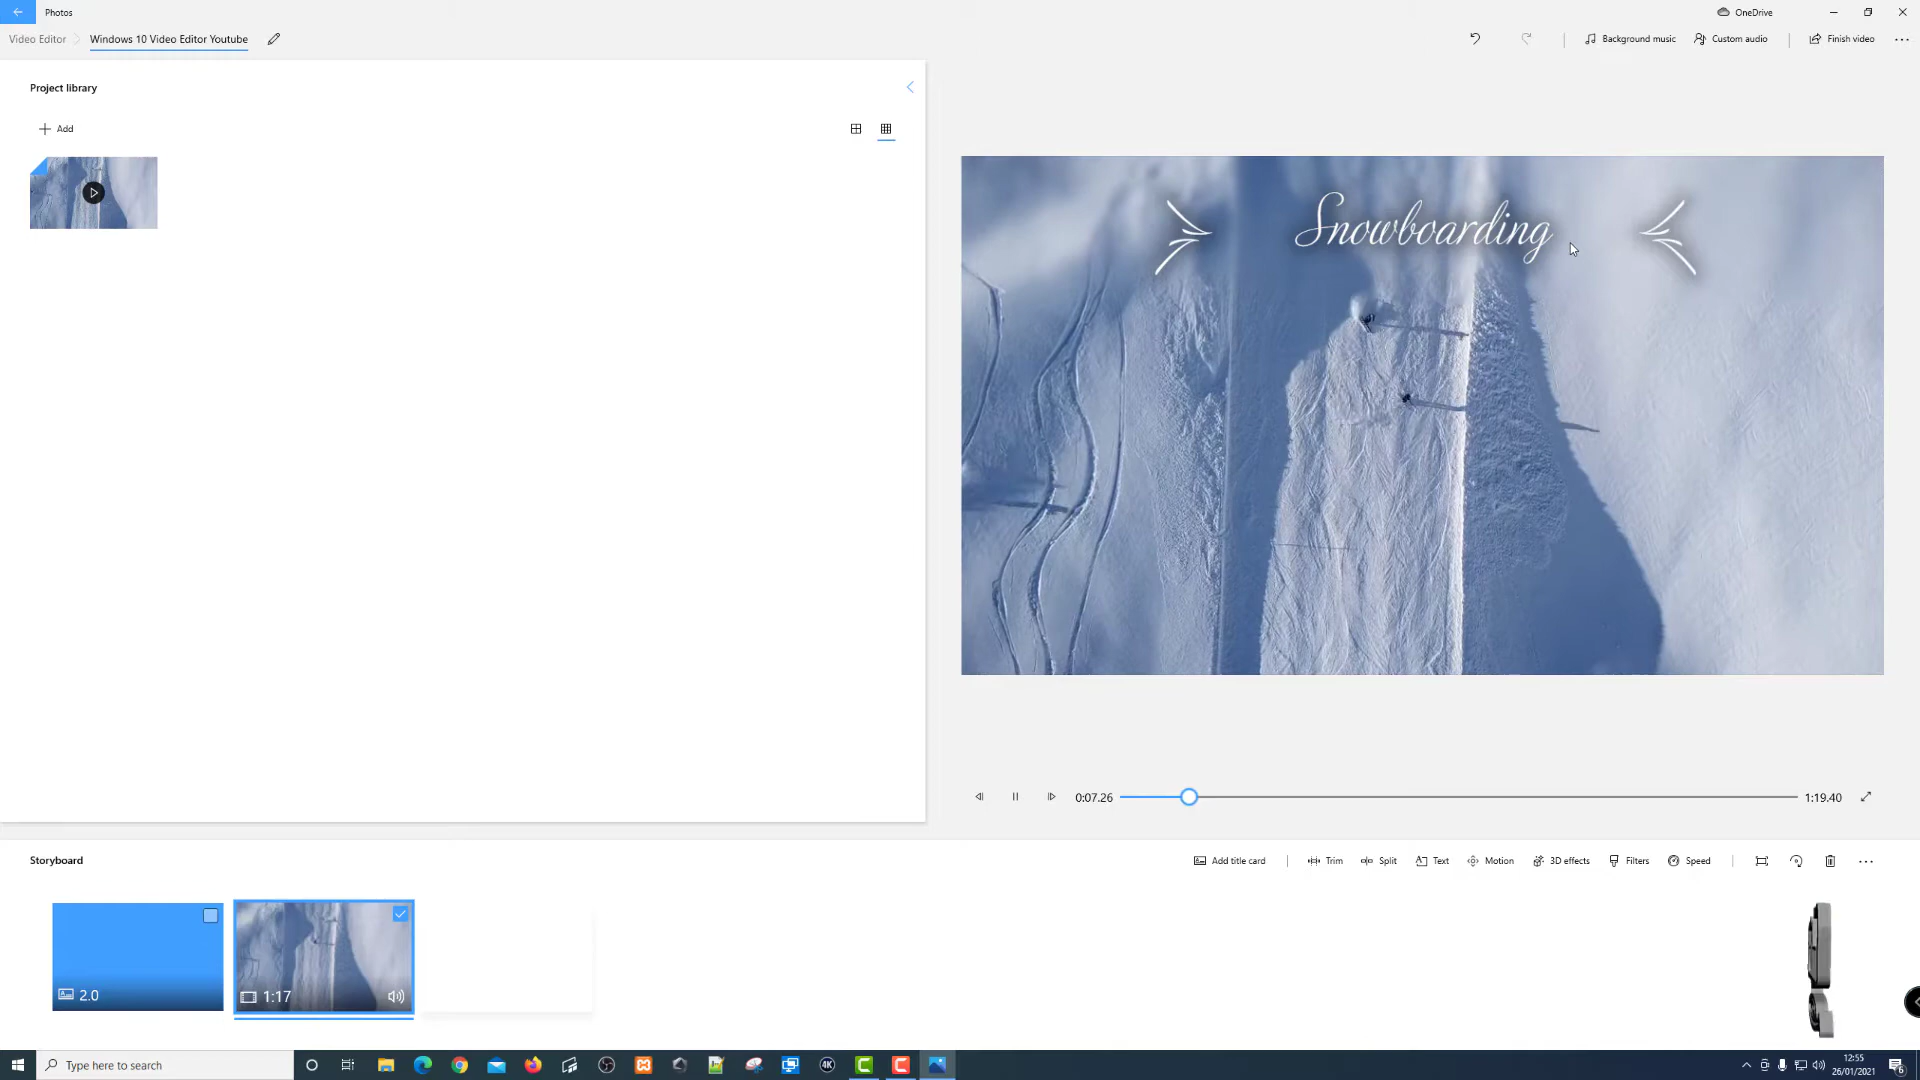 Photos
OneDrive
Video Editor
Windows 10 Video Editor Youtube
Background music
Custom audio
Finish video
Project library
Add
Snowboarding
0:07.26
1:19.40
Storyboard
Add title card
Trim
Split
Text
Motion
3D effects
Filters
Speed
2.0
1:17
Type here to search
4K
12:55
26/01/2021
6